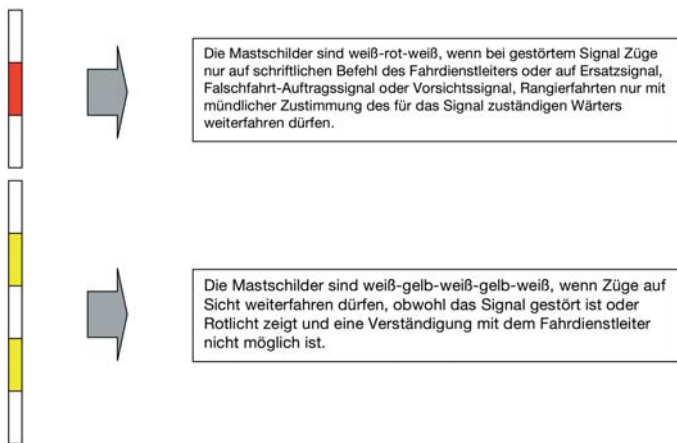 Die Mastschilder sind weiß-rot-weiß, wenn bei gestörtem Signal Züge
nur auf schriftlichen Befehl des Fahrdienstleiters oder auf Ersatzsignal,
Falschfahrt-Auftragssignal oder Vorsichtssignal, Rangierfahrten nur mit
mündlicher Zustimmung des für das Signal zuständigen Wärters
weiterfahren dürfen.
Die Mastschilder sind weiß-gelb-weiß-gelb-weiß, wenn Züge auf
Sicht weiterfahren dürfen, obwohl das Signal gestört ist oder
Rotlicht zeigt und eine Verständigung mit dem Fahrdienstleiter
nicht möglich ist.